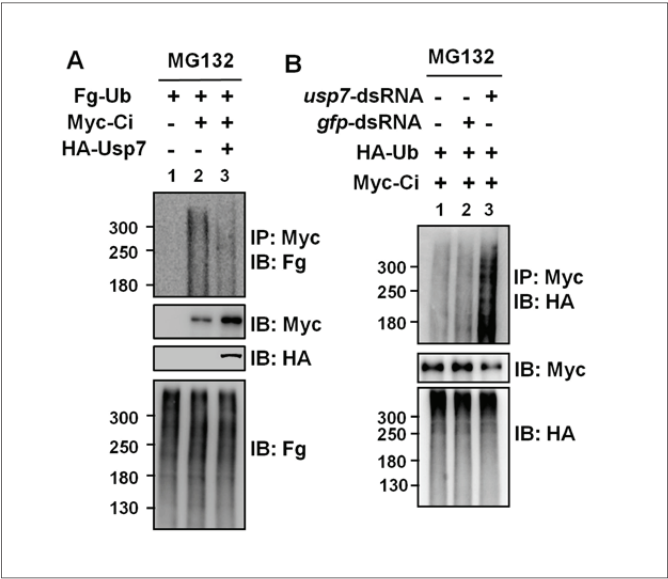 A
MG132
Fg-Ub + + +
Myc-Ci - + +
HA-Usp7 - - +
1 2 3
300
250
180
IP: Myc
IB: Fg
IB: Myc
IB: HA
300
250
180
130
IB: Fg
B
MG132
usp7-dsRNA - - +
gfp-dsRNA - + -
HA-Ub + + +
Myc-Ci + + +
1 2 3
300
250
180
IP: Myc
IB: HA
IB: Myc
300
250
180
130
IB: HA